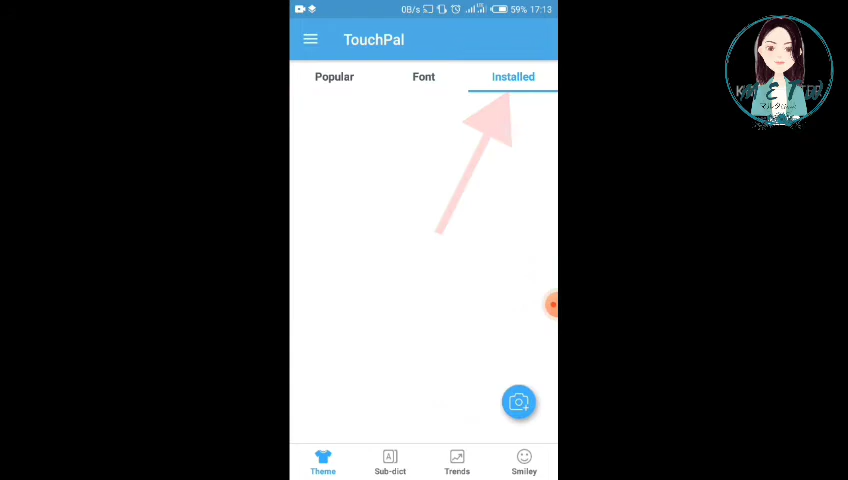 0B/s 59% 17:13
TouchPal
Popular Font Installed
Theme Sub-dict Trends Smiley